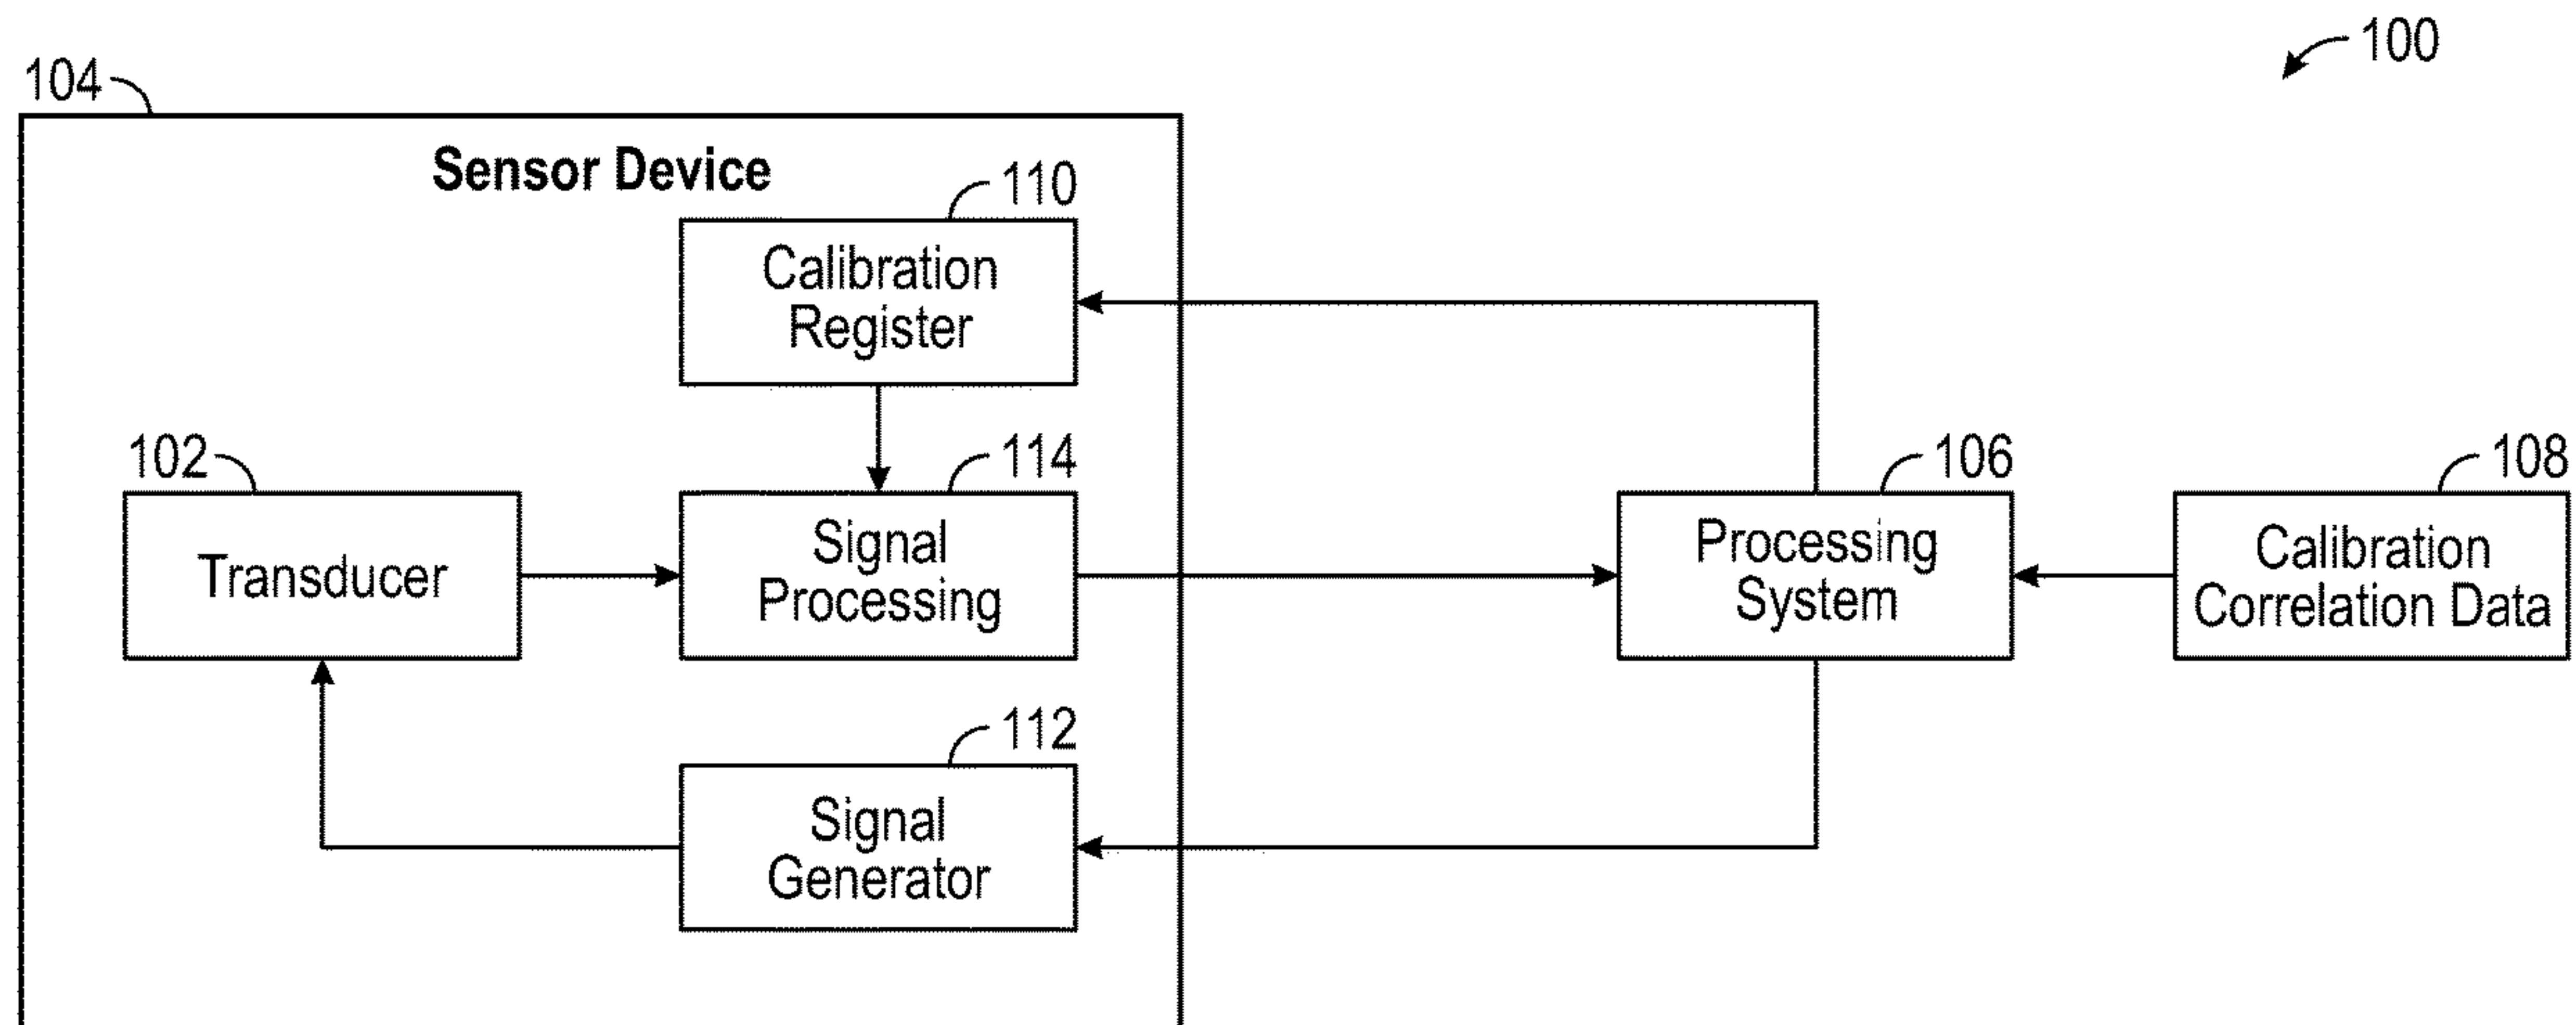 100
104
Sensor Device
110
Calibration
Register
102
114
106
108
Transducer
Signal
Processing
Processing
System
Calibration
Correlation Data
112
Signal
Generator